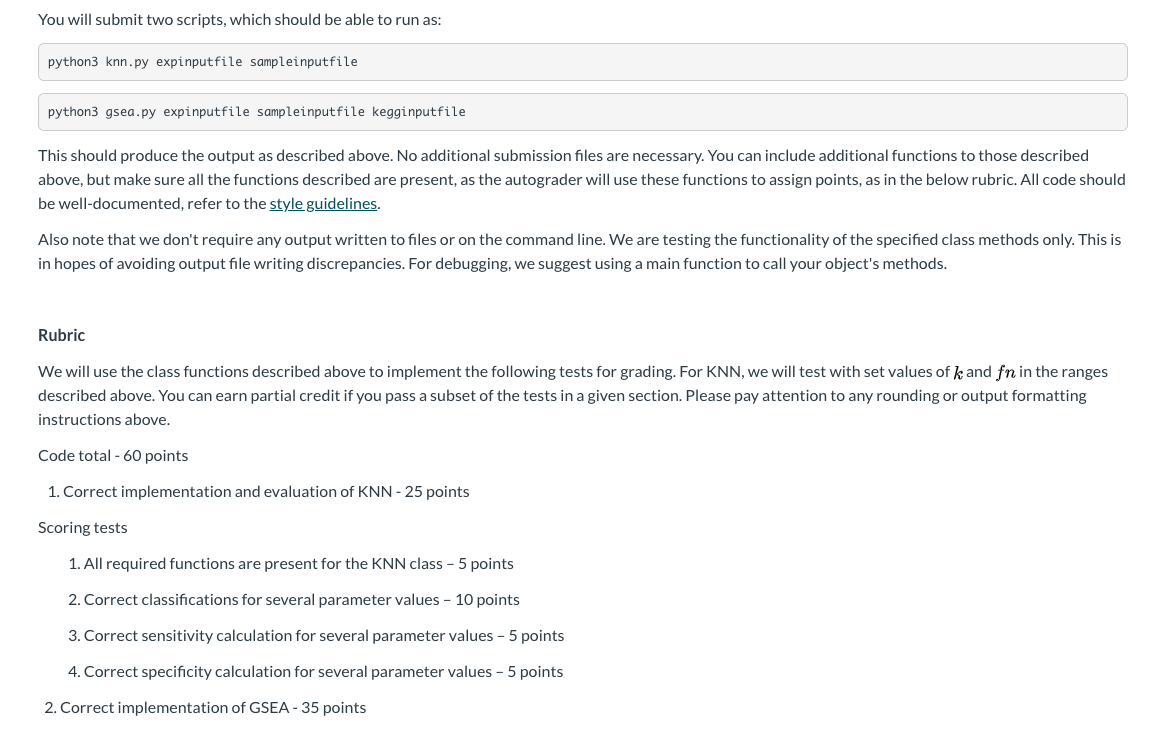 You will submit two scripts, which should be able to run as:
python3 knn.py expinputfile sampleinputfile
python3 gsea.py expinputfile sampleinputfile kegginputfile
This should produce the output as described above. No additional submission files are necessary. You can include additional functions to those described
above, but make sure all the functions described are present, as the autograder will use these functions to assign points, as in the below rubric. All code should
be well-documented, refer to the style guidelines.
Also note that we don't require any output written to files or on the command line. We are testing the functionality of the specified class methods only. This is
in hopes of avoiding output file writing discrepancies. For debugging, we suggest using a main function to call your object's methods.
Rubric
We will use the class functions described above to implement the following tests for grading. For KNN, we will test with set values of k and fn in the ranges
described above. You can earn partial credit if you pass a subset of the tests in a given section. Please pay attention to any rounding or output formatting
instructions above.
Code total - 60 points
1. Correct implementation and evaluation of KNN - 25 points
Scoring tests
1. All required functions are present for the KNN class – 5 points
2. Correct classifications for several parameter values – 10 points
3. Correct sensitivity calculation for several parameter values – 5 points
4. Correct specificity calculation for several parameter values – 5 points
2. Correct implementation of GSEA - 35 points